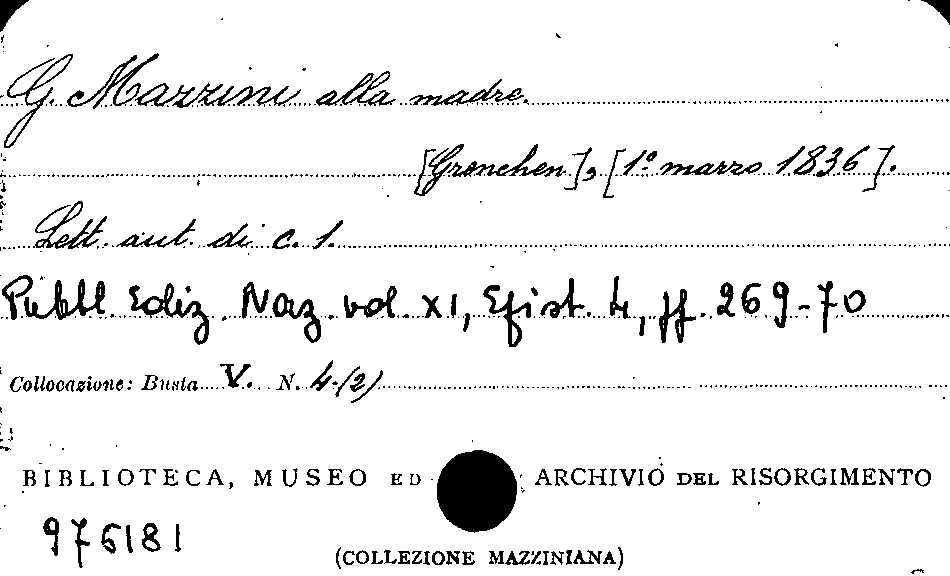 G. Mazzini alla madre.
[Grenchen], [1º marzo 1836].
Lett. aut. di c. 1.
Pubbl. Ediz. Naz. vol. XI, Epist. 4, pp. 269-70
Collocazione: Busta V. N. 4-(2)
BIBLIOTECA, MUSEO ED ARCHIVIO DEL RISORGIMENTO
976181
(COLLEZIONE MAZZINIANA)